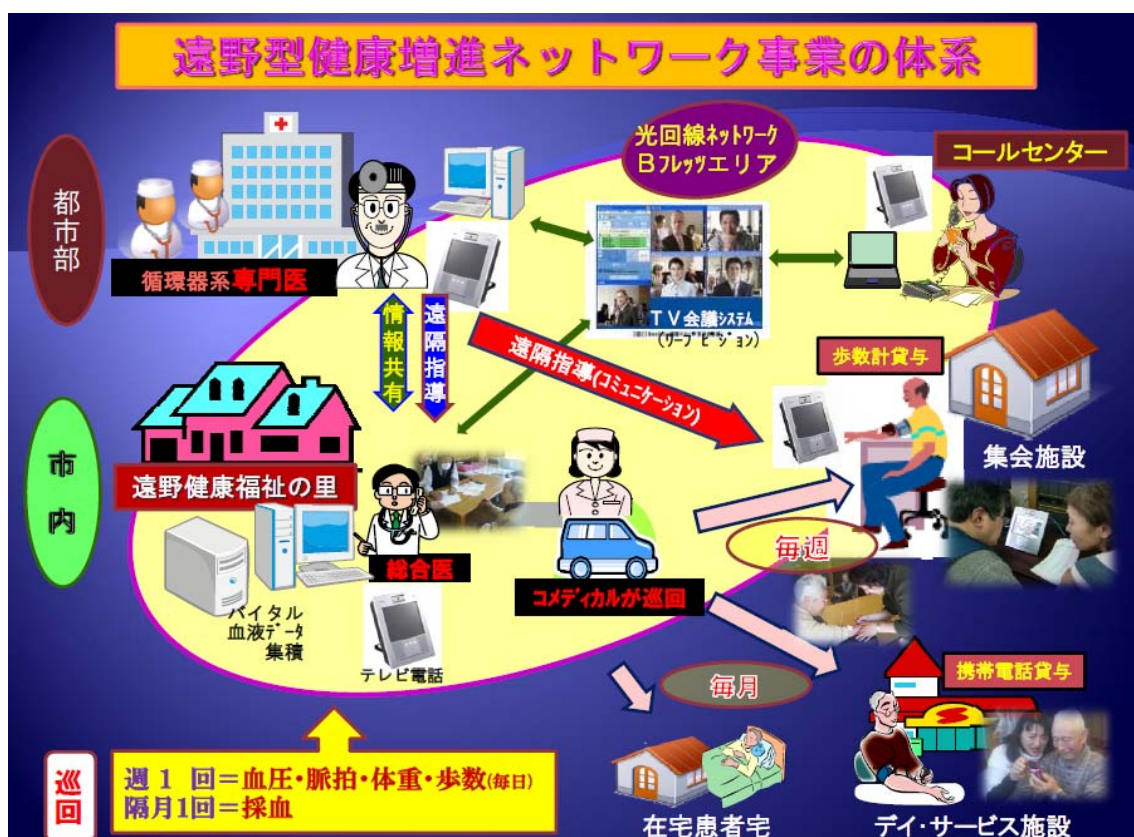 遠野型健康増進ネットワーク事業の体系
光回線ネットワーク
Bフレッツエリア
コールセンター
都市部
循環器系専門医
情報共有
遠隔指導
TV会議システム
(ワープビジョン)
遠隔指導(コミュニケーション)
歩数計貸与
集会施設
市内
遠野健康福祉の里
総合医
コメディカルが巡回
毎週
バイタル
血液データ
集積
テレビ電話
毎月
携帯電話貸与
巡回
週1回=血圧・脈拍・体重・歩数(毎日)
隔月1回=採血
在宅患者宅
デイ・サービス施設